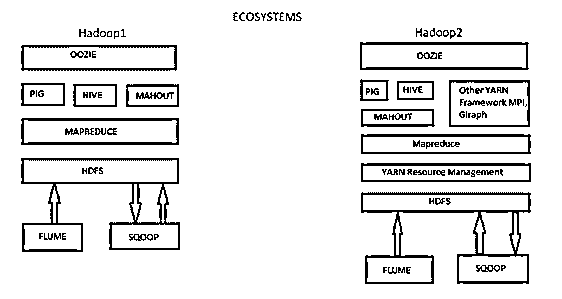 ECOSYSTEMS
Hadoop1
OOZIE
PIG
HIVE
MAHOUT
MAPREDUCE
HDFS
FLUME
SQOOP
Hadoop2
OOZIE
PIG
HIVE
MAHOUT
Other YARN
Framework MPI,
Giraph
Mapreduce
YARN Resource Management
HDFS
FLUME
SQOOP